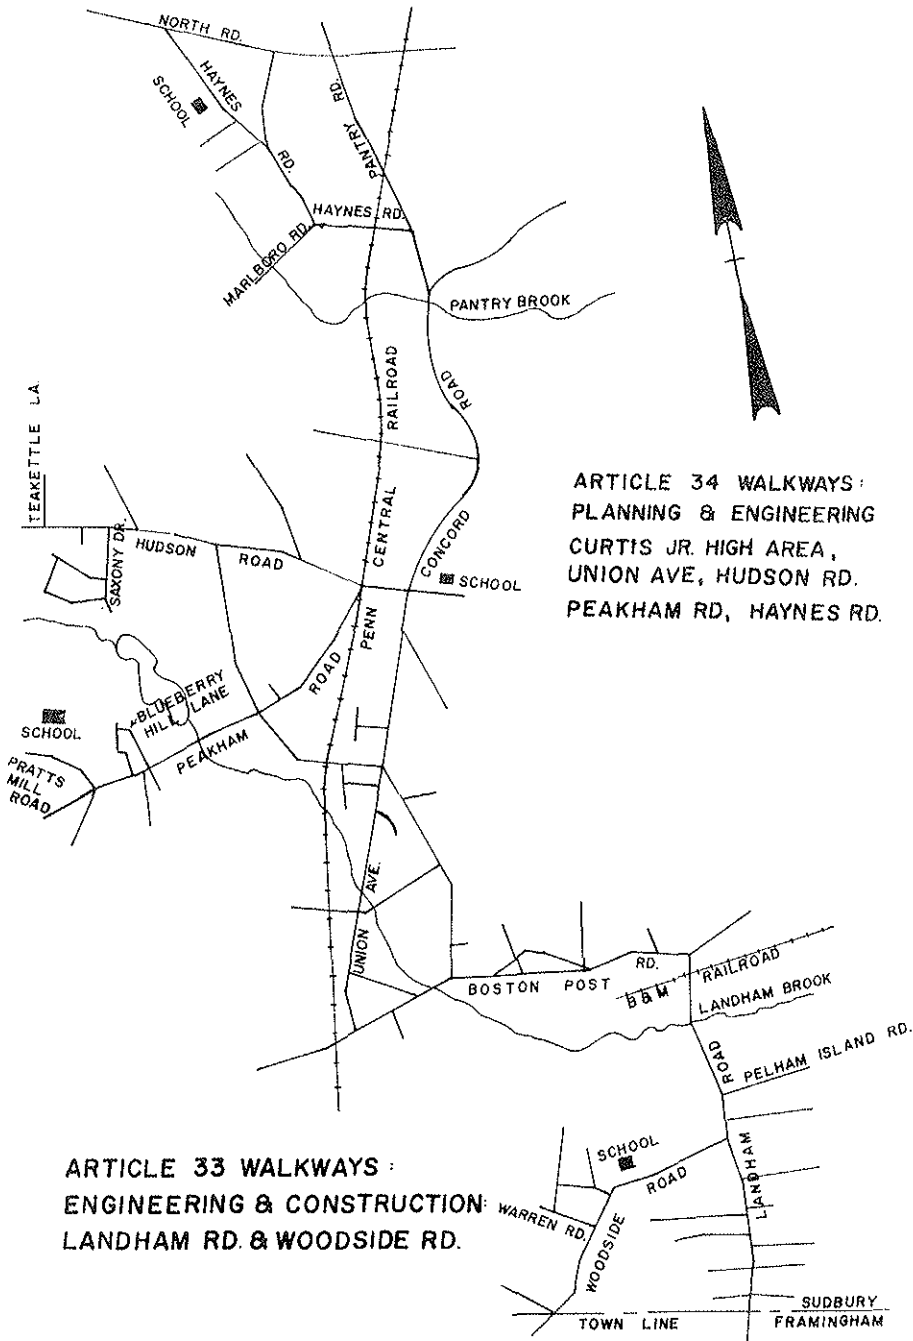 NORTH RD.
HAYNES
RD.
SCHOOL
PANTRY RD.
HAYNES RD.
MARLBORO RD.
PANTRY BROOK
RAILROAD
ROAD
TEAKETTLE LA.
SAXONY DR.
HUDSON ROAD
CENTRAL
CONCORD
SCHOOL
PENN
ARTICLE 34 WALKWAYS:
PLANNING & ENGINEERING
CURTIS JR. HIGH AREA,
UNION AVE, HUDSON RD.
PEAKHAM RD, HAYNES RD.
ROAD
BLUEBERRY
HILL LANE
PEAKHAM
SCHOOL
PRATTS
MILL
ROAD
AVE.
UNION
BOSTON POST RD.
B & M RAILROAD
LANDHAM BROOK
ROAD
PELHAM ISLAND RD.
LANDHAM
SCHOOL
ROAD
WARREN RD.
WOODSIDE
ARTICLE 33 WALKWAYS:
ENGINEERING & CONSTRUCTION:
LANDHAM RD. & WOODSIDE RD.
SUDBURY
TOWN LINE FRAMINGHAM